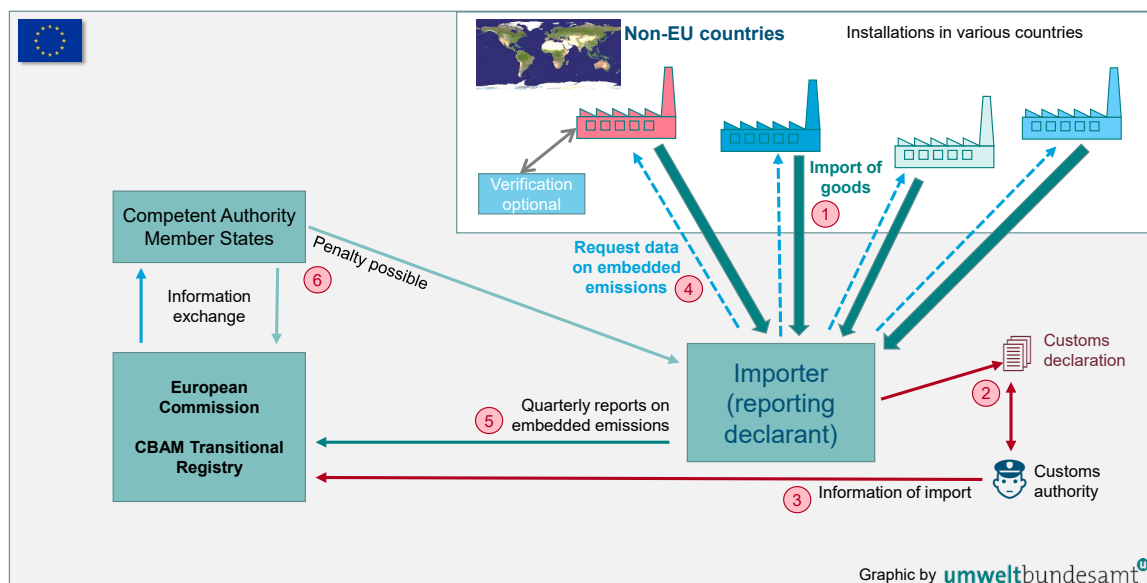 Non-EU countries
Installations in various countries
Verification
optional
Import of
goods
1
Competent Authority
Member States
Penalty possible
6
Request data
on embedded
emissions
4
Information
exchange
Importer
(reporting
declarant)
Customs
declaration
2
European
Commission
CBAM Transitional
Registry
5
Quarterly reports on
embedded emissions
3
Information of import
Customs
authority
Graphic by umweltbundesamt